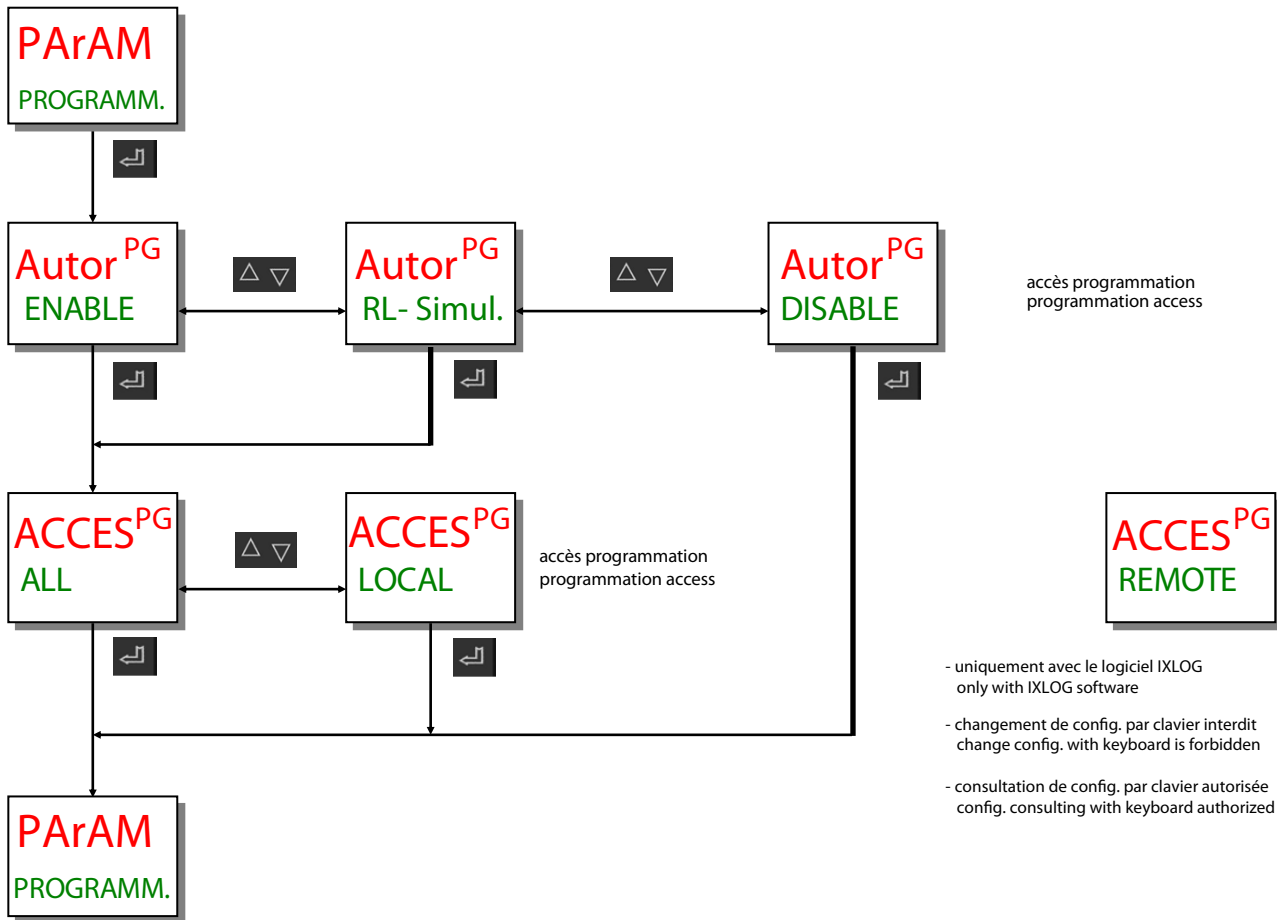 PArAM
PROGRAMM.
Autor PG
ENABLE
Autor PG
RL- Simul.
Autor PG
DISABLE
accès programmation
programmation access
ACCES PG
ALL
ACCES PG
LOCAL
accès programmation
programmation access
ACCES PG
REMOTE
- uniquement avec le logiciel IXLOG
only with IXLOG software
- changement de config. par clavier interdit
change config. with keyboard is forbidden
- consultation de config. par clavier autorisée
config. consulting with keyboard authorized
PArAM
PROGRAMM.